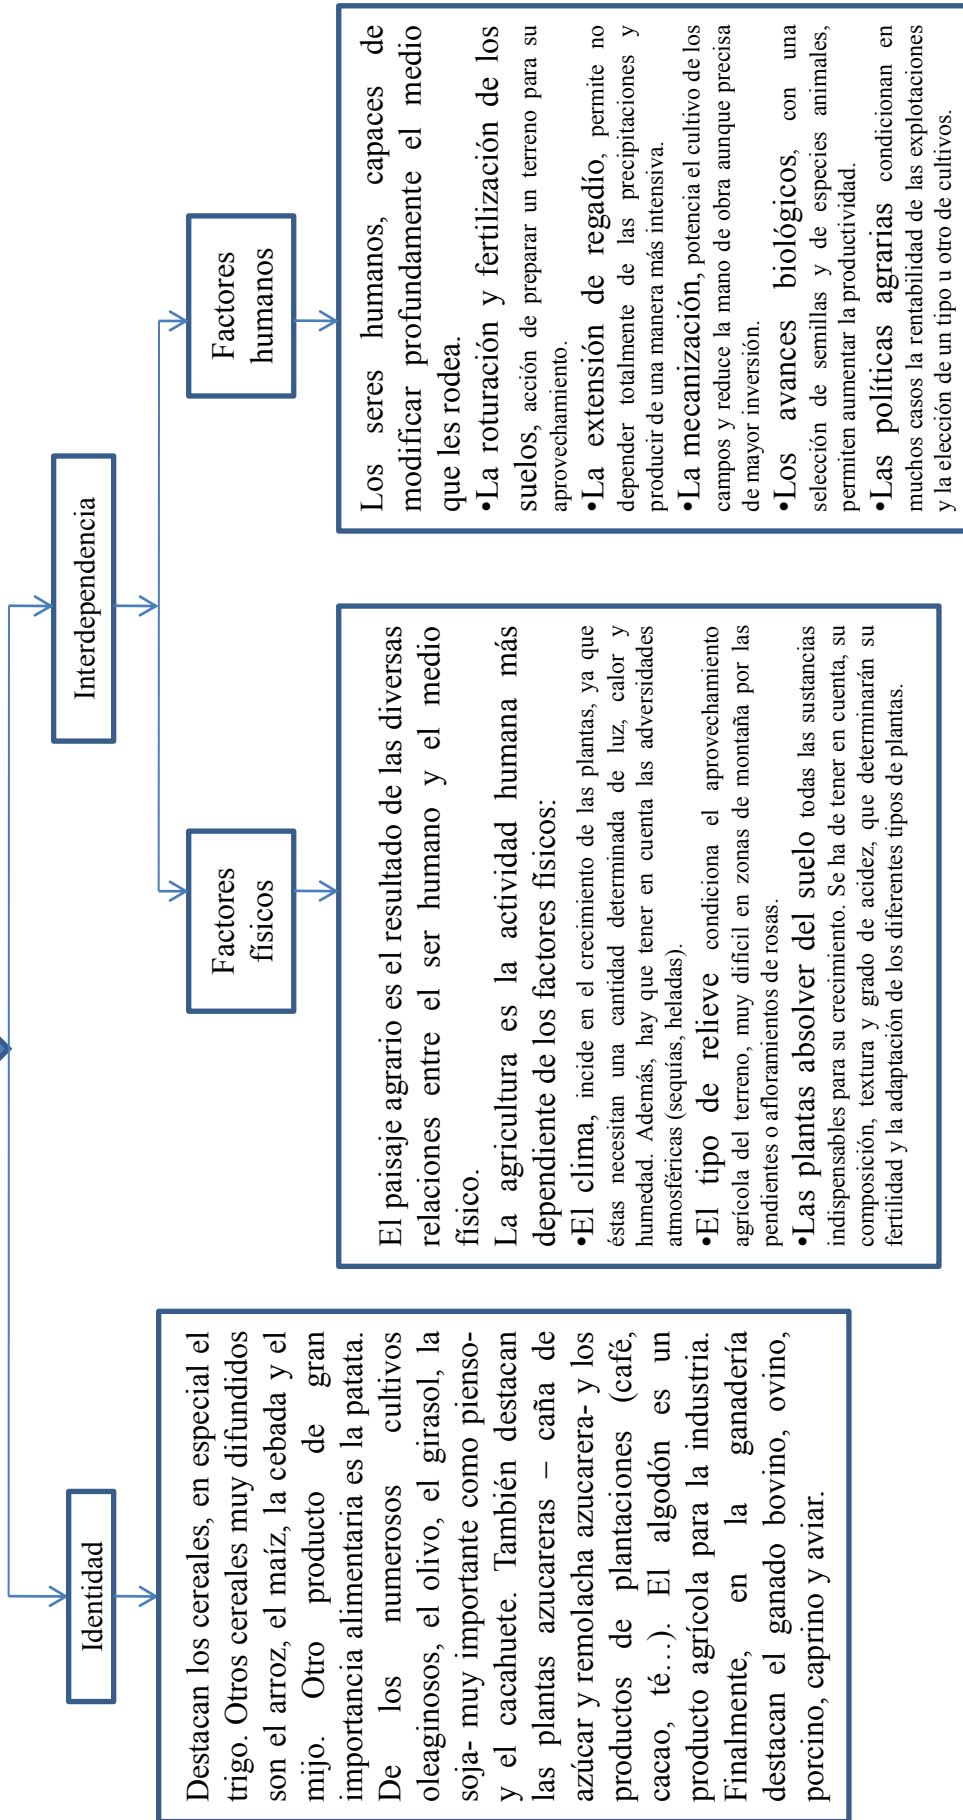 Identidad
Destacan los cereales, en especial el
trigo. Otros cereales muy difundidos
son el arroz, el maíz, la cebada y el
mijo. Otro producto de gran
importancia alimentaria es la patata.
De los numerosos cultivos
oleaginosos, el olivo, el girasol, la
soja- muy importante como pienso-
y el cacahuete. También destacan
las plantas azucareras – caña de
azúcar y remolacha azucarera- y los
productos de plantaciones (café,
cacao, té…). El algodón es un
producto agrícola para la industria.
Finalmente, en la ganadería
destacan el ganado bovino, ovino,
porcino, caprino y aviar.
Interdependencia
Factores
físicos
El paisaje agrario es el resultado de las diversas
relaciones entre el ser humano y el medio
físico.
La agricultura es la actividad humana más
dependiente de los factores físicos:
•El clima, incide en el crecimiento de las plantas, ya que
éstas necesitan una cantidad determinada de luz, calor y
humedad. Además, hay que tener en cuenta las adversidades
atmosféricas (sequías, heladas).
•El tipo de relieve condiciona el aprovechamiento
agrícola del terreno, muy difícil en zonas de montaña por las
pendientes o afloramientos de rosas.
•Las plantas absolver del suelo todas las sustancias
indispensables para su crecimiento. Se ha de tener en cuenta, su
composición, textura y grado de acidez, que determinarán su
fertilidad y la adaptación de los diferentes tipos de plantas.
Factores
humanos
Los seres humanos, capaces de
modificar profundamente el medio
que les rodea.
•La roturación y fertilización de los
suelos, acción de preparar un terreno para su
aprovechamiento.
•La extensión de regadío, permite no
depender totalmente de las precipitaciones y
producir de una manera más intensiva.
•La mecanización, potencia el cultivo de los
campos y reduce la mano de obra aunque precisa
de mayor inversión.
•Los avances biológicos, con una
selección de semillas y de especies animales,
permiten aumentar la productividad.
•Las políticas agrarias condicionan en
muchos casos la rentabilidad de las explotaciones
y la elección de un tipo u otro de cultivos.